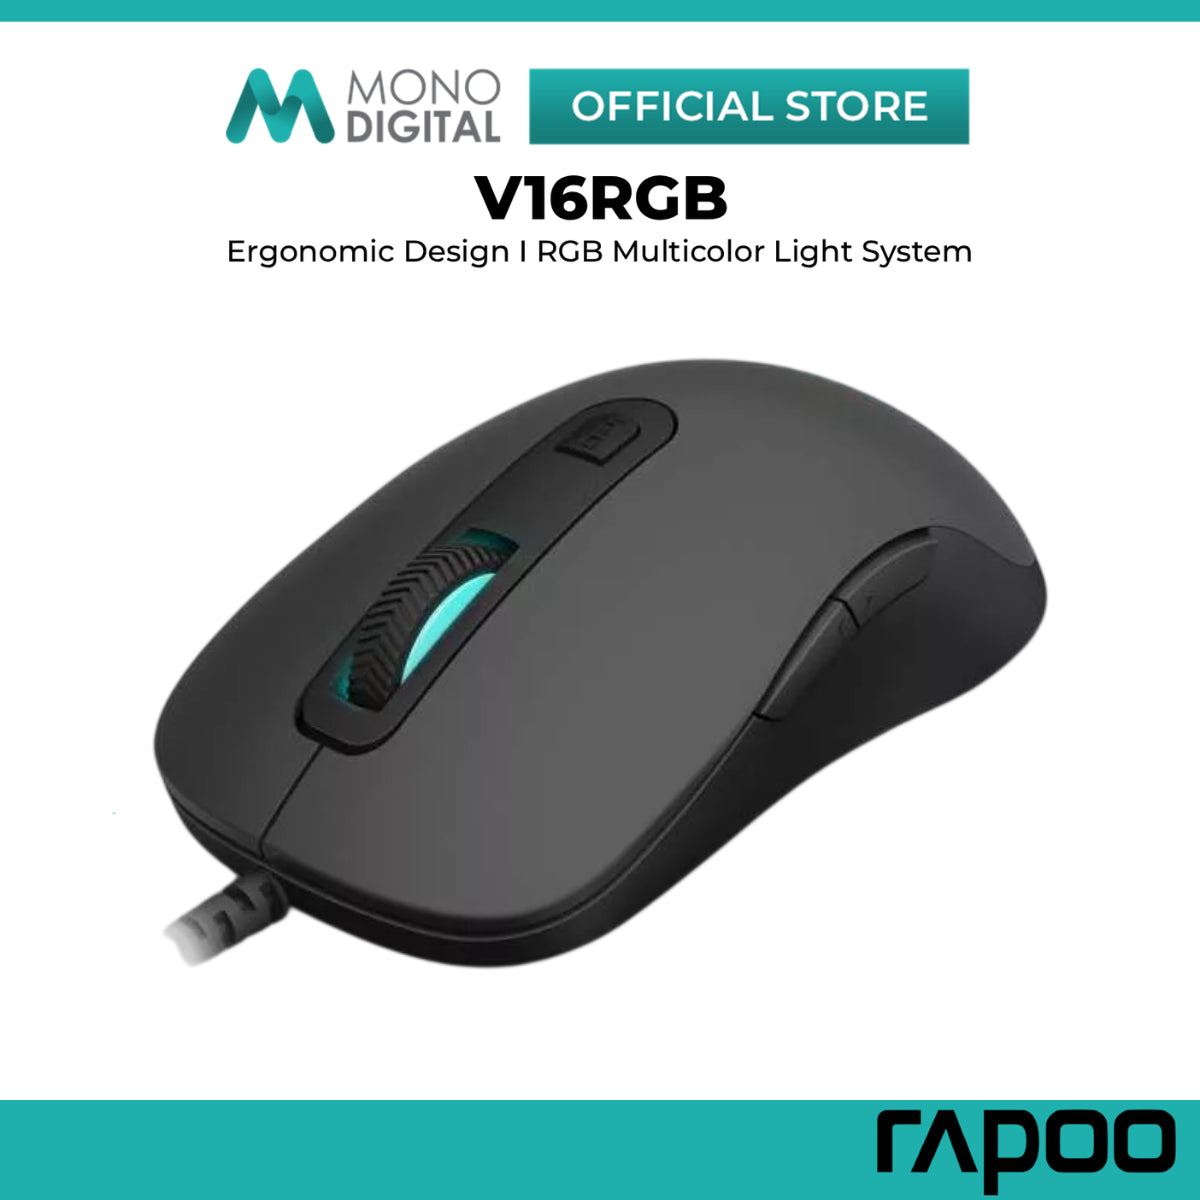 MONO
DIGITAL
OFFICIAL STORE
V16RGB
Ergonomic Design I RGB Multicolor Light System
rapoo